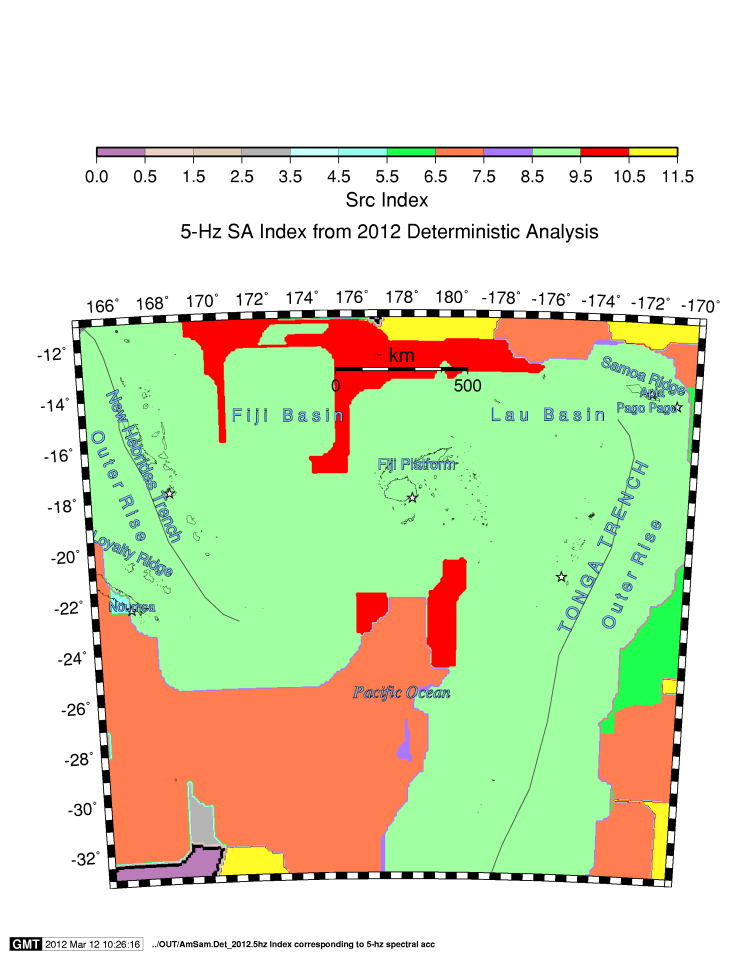 0.0 0.5 1.5 2.5 3.5 4.5 5.5 6.5 7.5 8.5 9.5 10.5 11.5
Src Index
5-Hz SA Index from 2012 Deterministic Analysis
166° 168° 170° 172° 174° 176° 178° 180° -178° -176° -174° -172° -170°
-12°
-14°
-16°
-18°
-20°
-22°
-24°
-26°
-28°
-30°
-32°
km
0 500
Samoa Ridge
Apia
Pago Pago
Fiji Basin
Lau Basin
New Hebrides Trench
Outer Rise
Fiji Platform
Loyalty Ridge
Noumea
TONGA TRENCH
Outer Rise
Pacific Ocean
GMT 2012 Mar 12 10:26:16 ../OUT/AmSam.Det_2012.5hz Index corresponding to 5-hz spectral acc